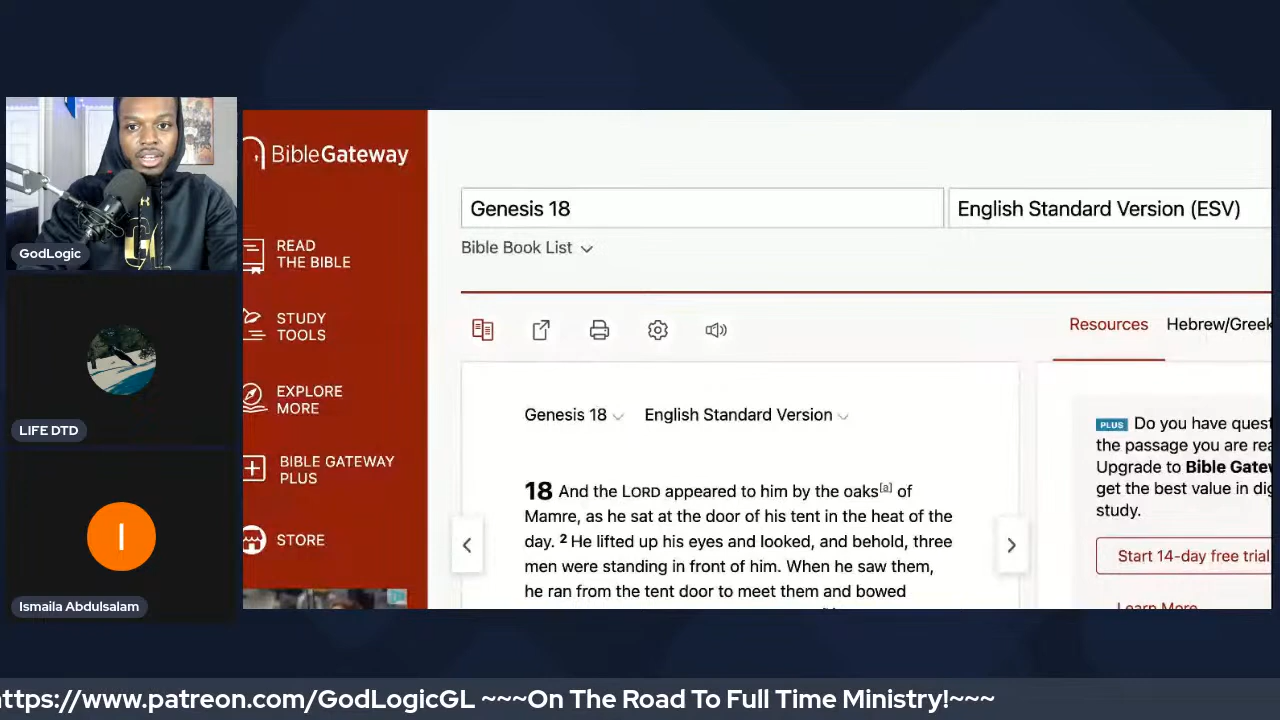 GodLogic
LIFE DTD
I
Ismaila Abdulsalam
BibleGateway
READ
THE BIBLE
STUDY
TOOLS
EXPLORE
MORE
BIBLE GATEWAY
PLUS
STORE
Genesis 18
English Standard Version (ESV)
Bible Book List
Resources
Hebrew/Greek
Genesis 18
English Standard Version
18 And the LORD appeared to him by the oaks[a] of
Mamre, as he sat at the door of his tent in the heat of the
day. 2 He lifted up his eyes and looked, and behold, three
men were standing in front of him. When he saw them,
he ran from the tent door to meet them and bowed
PLUS Do you have quest
the passage you are rea
Upgrade to Bible Gatew
get the best value in dig
study.
Start 14-day free trial
Learn More
ttps://www.patreon.com/GodLogicGL ~~~On The Road To Full Time Ministry!~~~